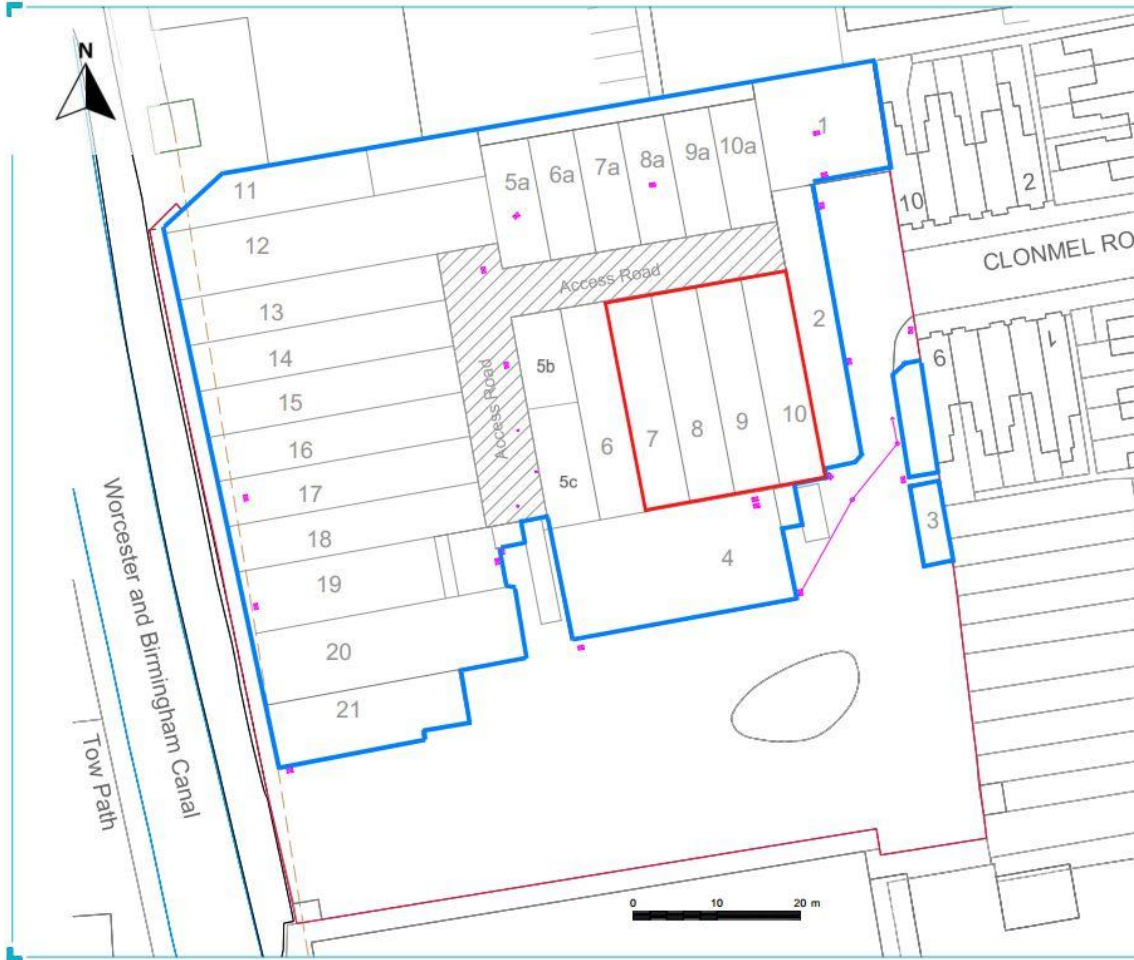 N
1
11
5a
6a
7a
8a
9a
10a
10
2
12
CLONMEL RO
Access Road
13
2
14
5b
6
1
15
Access Road
16
7
8
9
10
6
17
5c
18
3
4
19
20
21
Worcester and Birmingham Canal
Tow Path
0 10 20 m